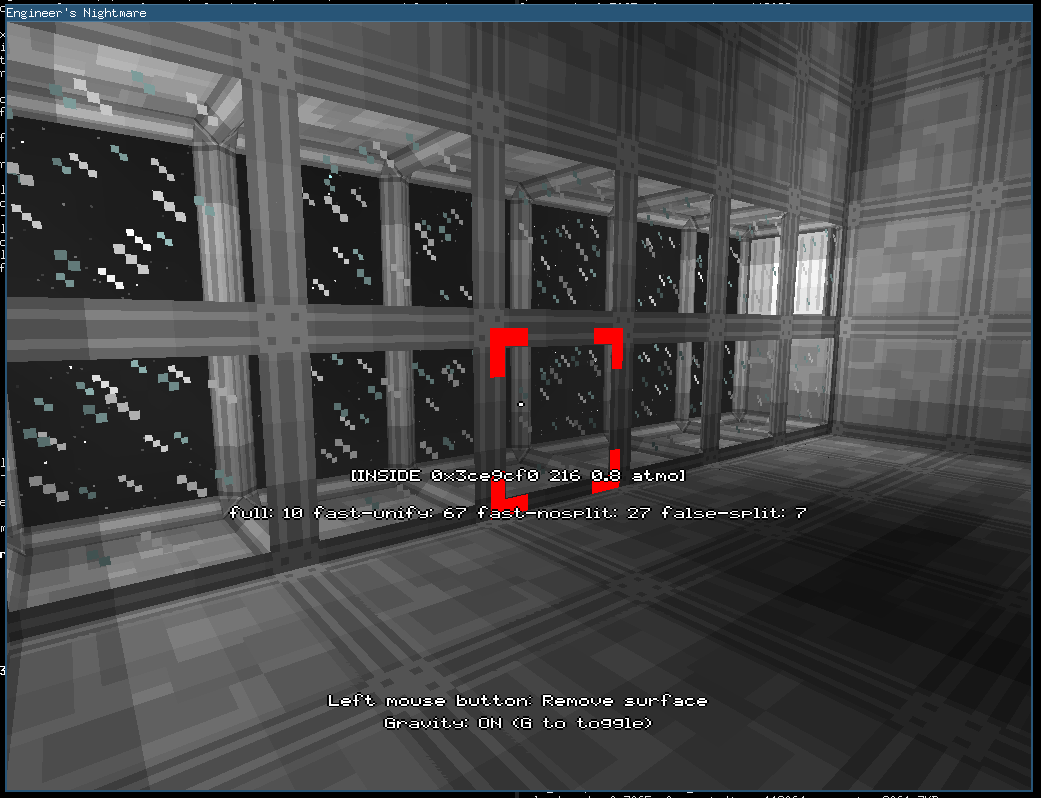 Engineer's Nightmare
[INSIDE 0x3ce9cf0 216 0.8 atmo]
full: 10 fast-unify: 67 fast-nosplit: 27 false-split: 7
Left mouse button: Remove surface
Gravity: ON (G to toggle)